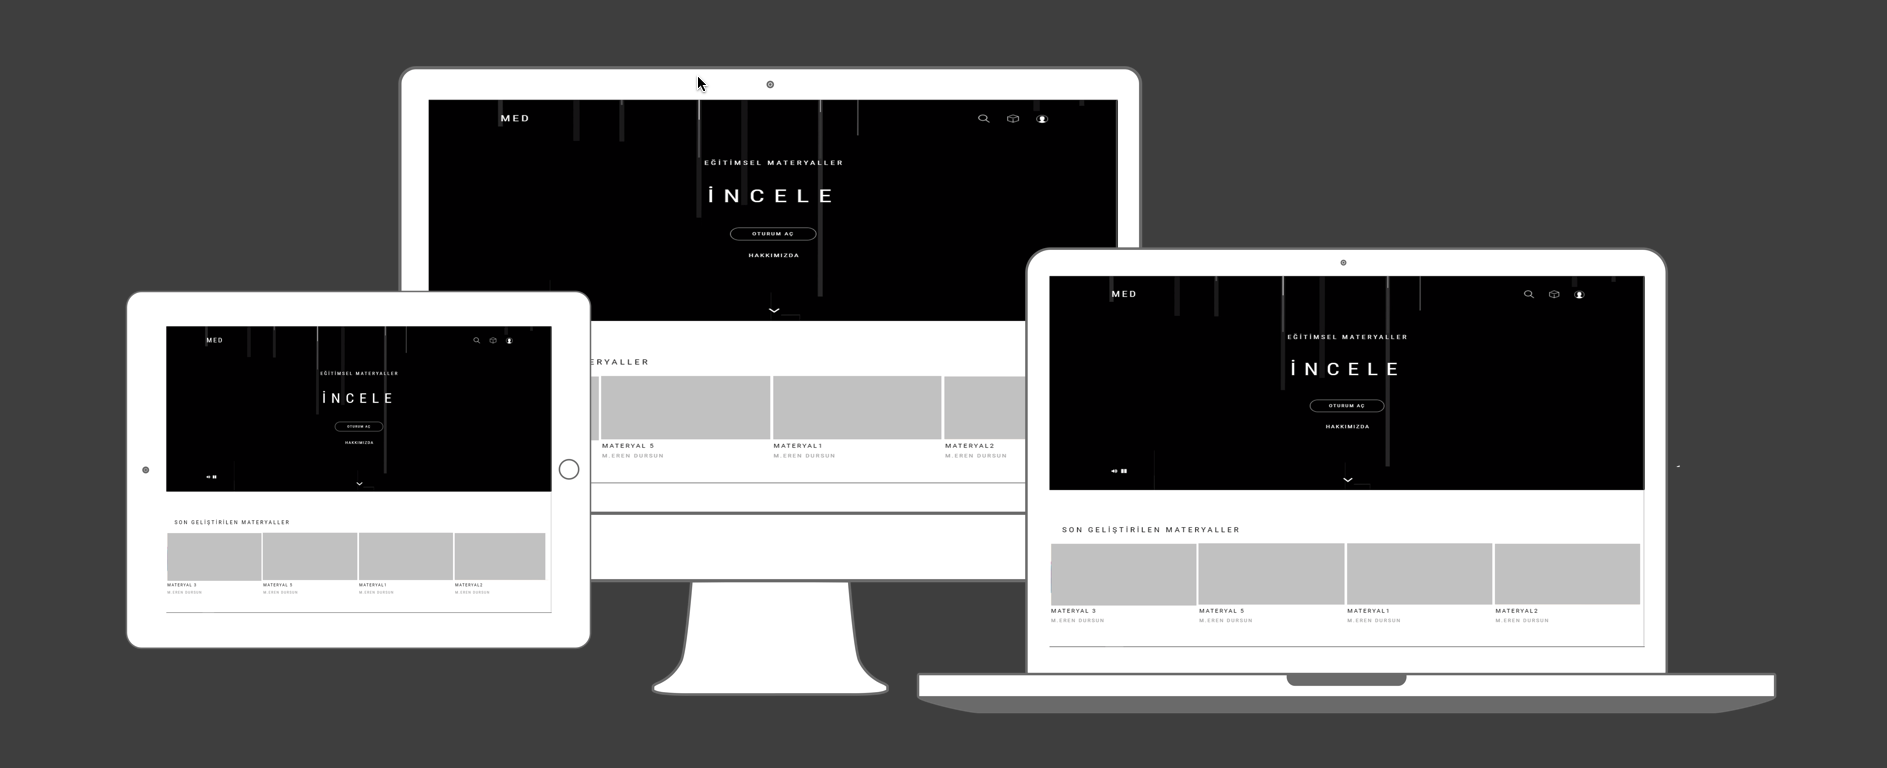 MED
EĞİTİMSEL MATERYALLER
İNCELE
OTURUM AÇ
HAKKIMIZDA
ERYALLER
MATERYAL 5 MATERYAL1 MATERYAL2
M.EREN DURSUN M.EREN DURSUN M.EREN DURSUN
MED
EĞİTİMSEL MATERYALLER
İNCELE
OTURUM AÇ
HAKKIMIZDA
SON GELİŞTİRİLEN MATERYALLER
MATERYAL 3 MATERYAL 5 MATERYAL1 MATERYAL2
M.EREN DURSUN M.EREN DURSUN M.EREN DURSUN M.EREN DURSUN
MED
EĞİTİMSEL MATERYALLER
İNCELE
OTURUM AÇ
HAKKIMIZDA
SON GELİŞTİRİLEN MATERYALLER
MATERYAL 3 MATERYAL 5 MATERYAL1 MATERYAL2
M.EREN DURSUN M.EREN DURSUN M.EREN DURSUN M.EREN DURSUN